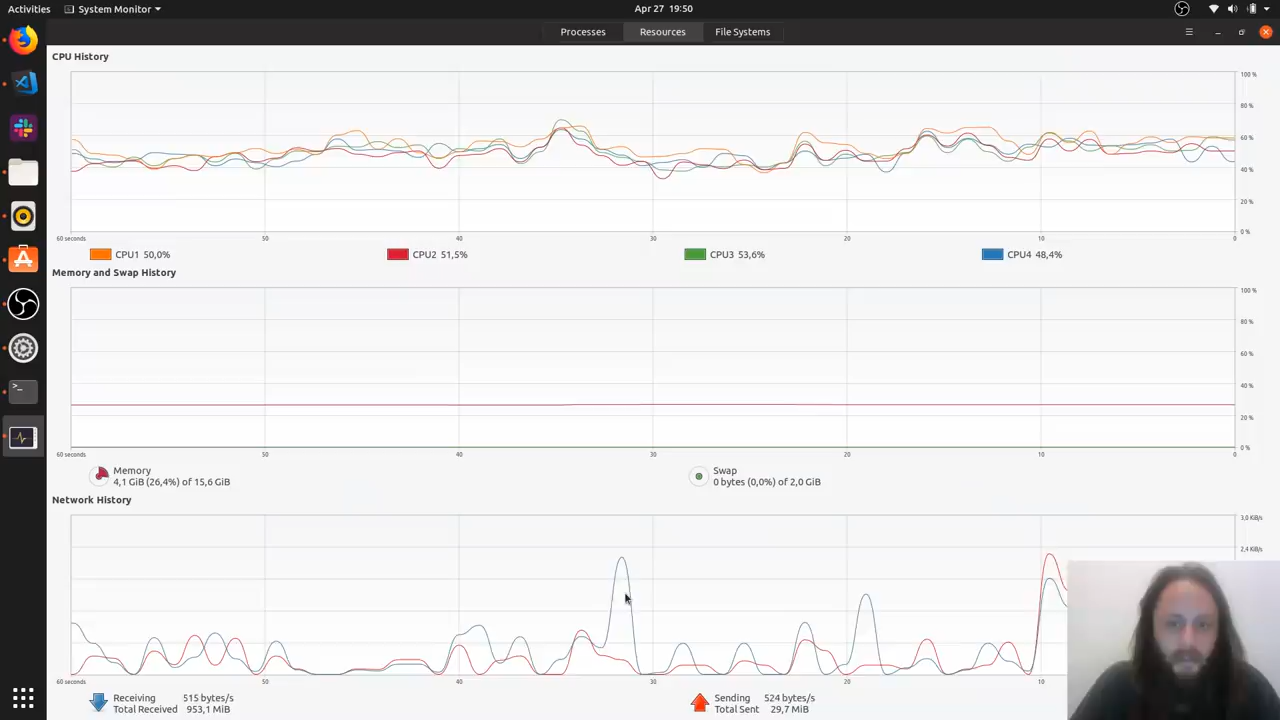 Activities System Monitor Apr 27 19:50
Processes Resources File Systems
CPU History
100 %
80 %
60 %
40 %
20 %
0 %
60 seconds 50 40 30 20 10 0
CPU1 50,0% CPU2 51,5% CPU3 53,6% CPU4 48,4%
Memory and Swap History
100 %
80 %
60 %
40 %
20 %
0 %
60 seconds 50 40 30 20 10 0
Memory
4,1 GiB (26,4%) of 15,6 GiB
Swap
0 bytes (0,0%) of 2,0 GiB
Network History
3,0 KiB/s
2,4 KiB/s
60 seconds 50 40 30 20 10
Receiving 515 bytes/s
Total Received 953,1 MiB
Sending 524 bytes/s
Total Sent 29,7 MiB